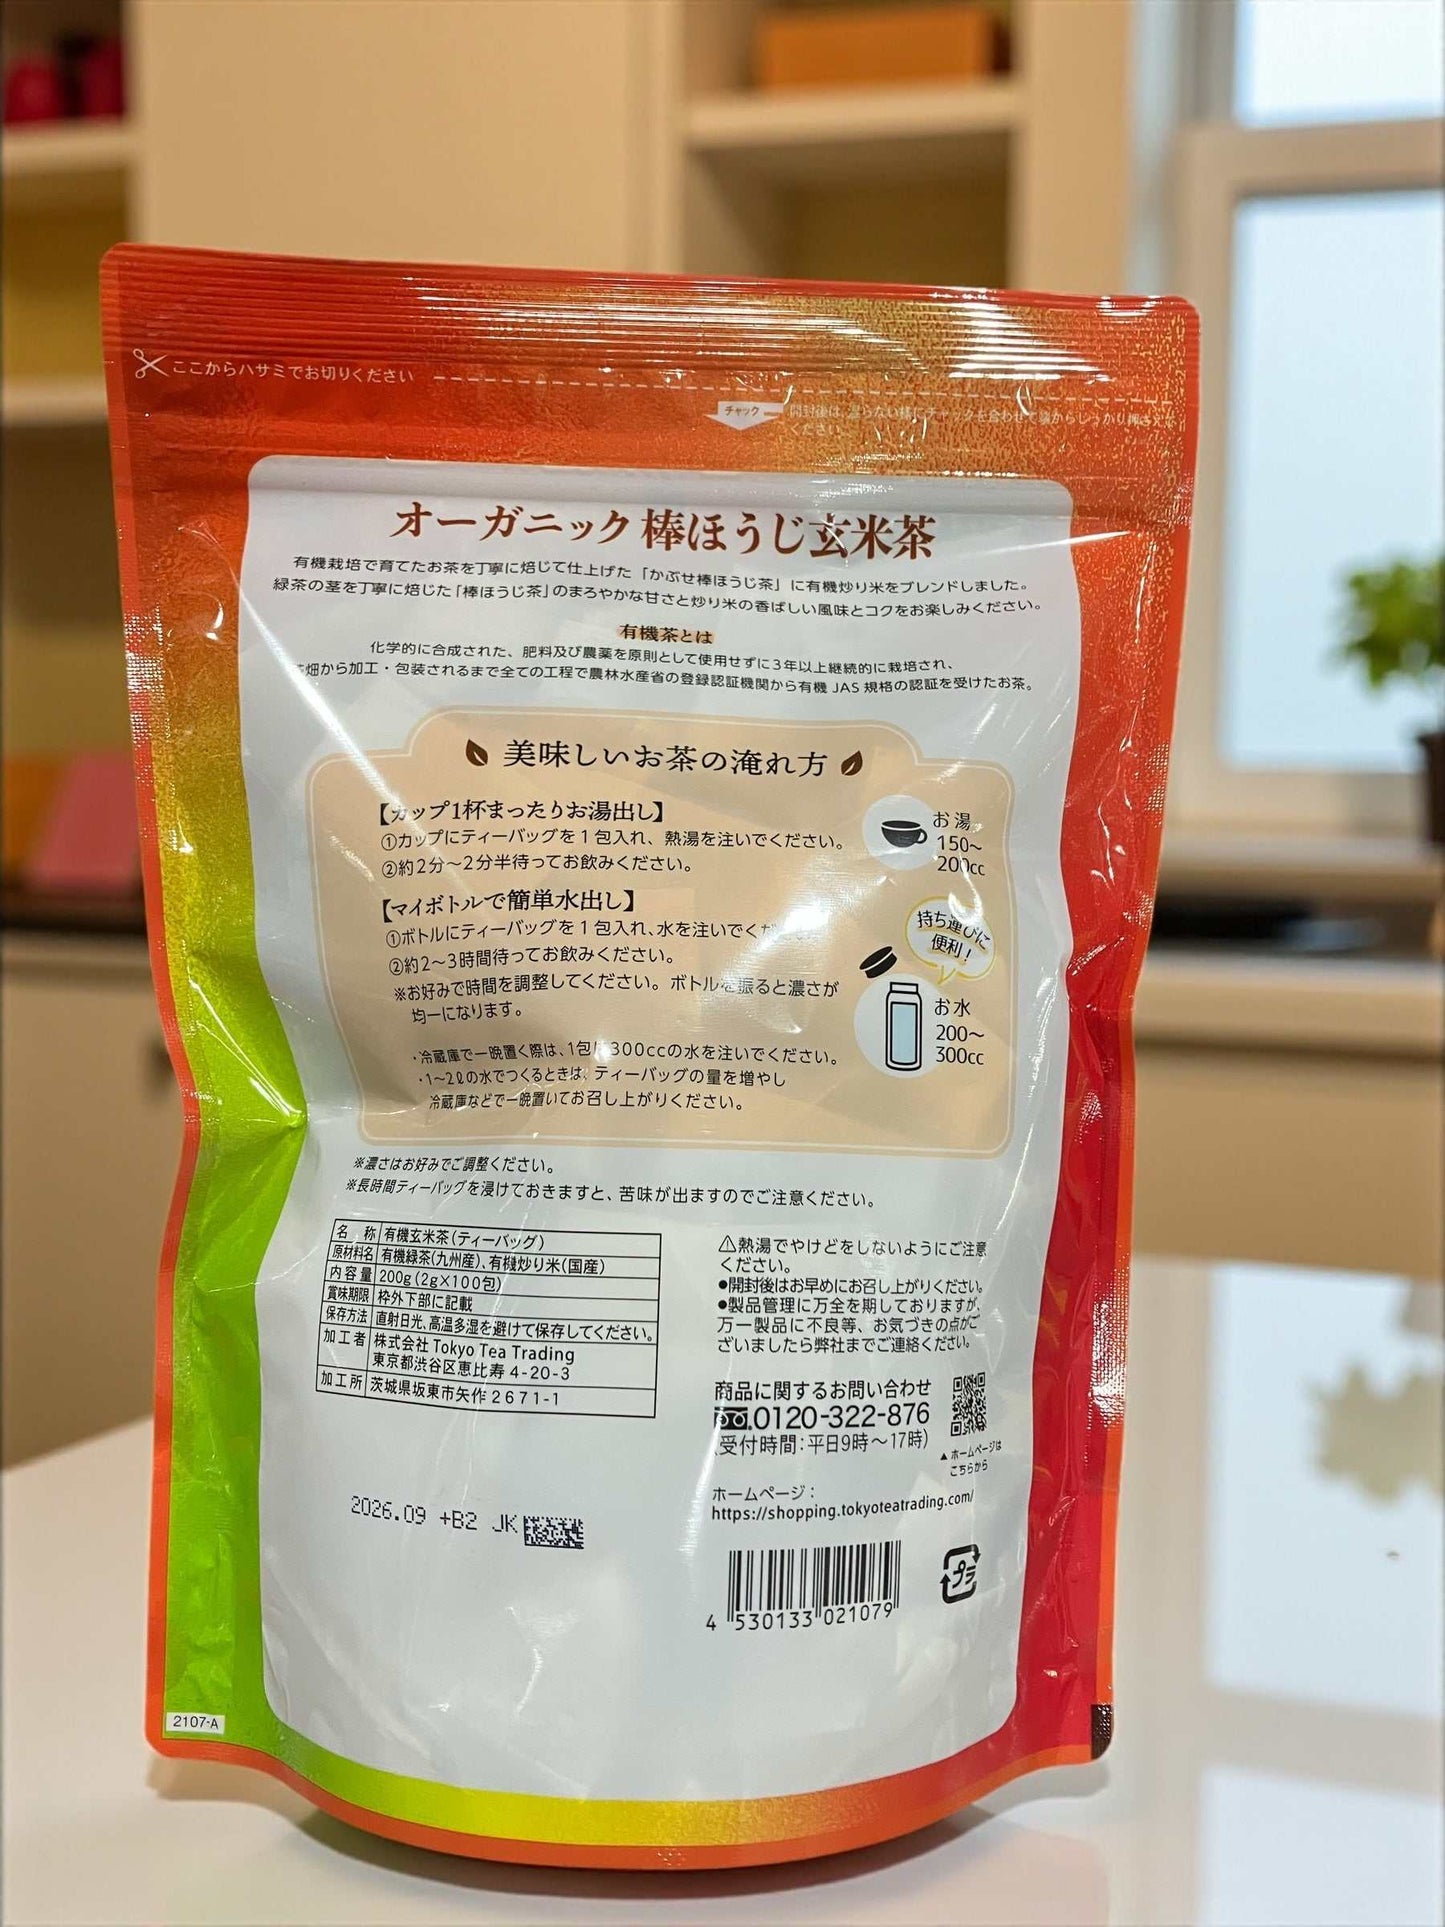 ここからハサミでお切りください
チャック
開封後は、湿らない様にチャックを合わせて端からしっかり押さえて
ください。
オーガニック 棒ほうじ玄米茶
有機栽培で育てたお茶を丁寧に焙じて仕上げた「かぶせ棒ほうじ茶」に有機炒り米をブレンドしました。
緑茶の茎を丁寧に焙じた「棒ほうじ茶」のまろやかな甘さと炒り米の香ばしい風味とコクをお楽しみください。
有機茶とは
化学的に合成された、肥料及び農薬を原則として使用せずに3年以上継続的に栽培され、
畑から加工・包装されるまで全ての工程で農林水産省の登録認証機関から有機 JAS 規格の認証を受けたお茶。
美味しいお茶の淹れ方
【カップ1杯まったりお湯出し】
①カップにティーバッグを1包入れ、熱湯を注いでください。
②約2分～2分半待ってお飲みください。
お湯
150～
200cc
【マイボトルで簡単水出し】
①ボトルにティーバッグを1包入れ、水を注いでくだ
②約2～3時間待ってお飲みください。
※お好みで時間を調整してください。ボトルを振ると濃さが
均一になります。
持ち運びに
便利！
お水
200～
300cc
・冷蔵庫で一晩置く際は、1包に300ccの水を注いでください。
・1～2ℓの水でつくるときは、ティーバッグの量を増やし
冷蔵庫などで一晩置いてお召し上がりください。
※濃さはお好みでご調整ください。
※長時間ティーバッグを浸けておきますと、苦味が出ますのでご注意ください。
名称 有機玄米茶（ティーバッグ）
原材料名 有機緑茶（九州産）、有機炒り米（国産）
内容量 200g（2g×100包）
賞味期限 枠外下部に記載
保存方法 直射日光、高温多湿を避けて保存してください。
加工者 株式会社 Tokyo Tea Trading
東京都渋谷区恵比寿 4-20-3
加工所 茨城県坂東市矢作2671-1
⚠熱湯でやけどをしないようにご注意
ください。
●開封後はお早めにお召し上がりください。
●製品管理に万全を期しておりますが、
万一製品に不良等、お気づきの点がご
ざいましたら弊社までご連絡ください。
商品に関するお問い合わせ
0120-322-876
（受付時間：平日9時～17時）
▲ホームページは
こちらから
ホームページ：
https://shopping.tokyoteatrading.com/
2026.09 +B2 JK
4 530133 021079
プラ
2107-A